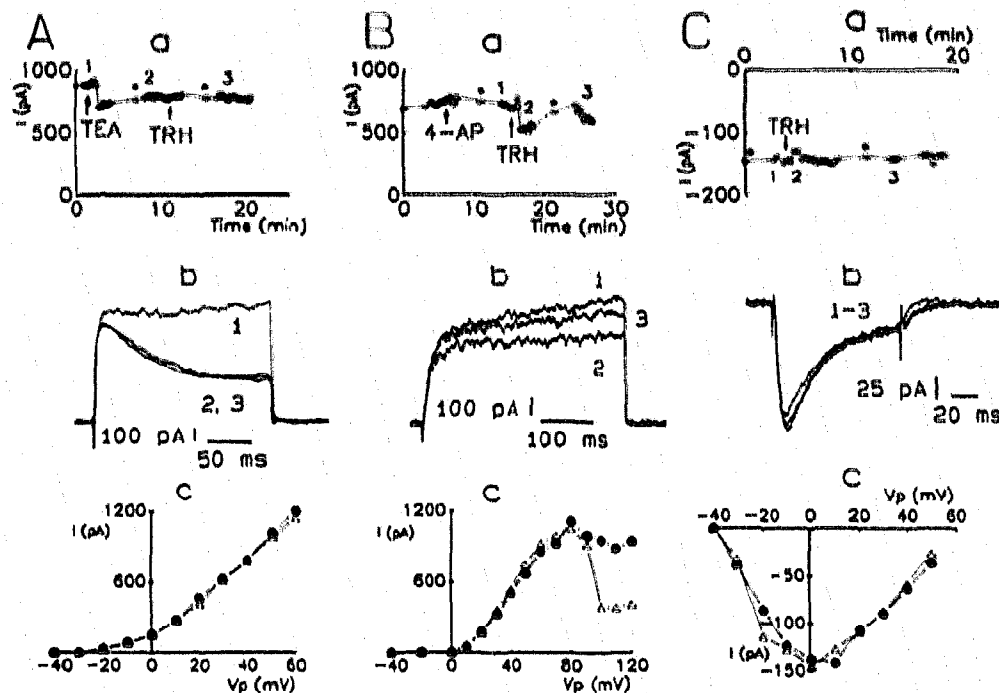 A
a
I (pA)
1000
500
0
1
2
3
TEA
TRH
Time (min)
0
10
20
b
1
2, 3
100 pA
50 ms
c
I (pA)
1200
600
-40
-20
0
20
40
60
Vp (mV)
B
a
I (pA)
1000
500
0
1
2
3
4-AP
TRH
0
10
20
30
Time (min)
b
1
3
2
100 pA
100 ms
c
I (pA)
1200
600
-40
0
40
80
120
Vp (mV)
C
a
Time (min)
0
10
20
0
-100
-200
I (pA)
TRH
1
2
3
b
1-3
25 pA
20 ms
c
Vp (mV)
-40
-20
0
20
40
60
-50
-100
-150
I (pA)